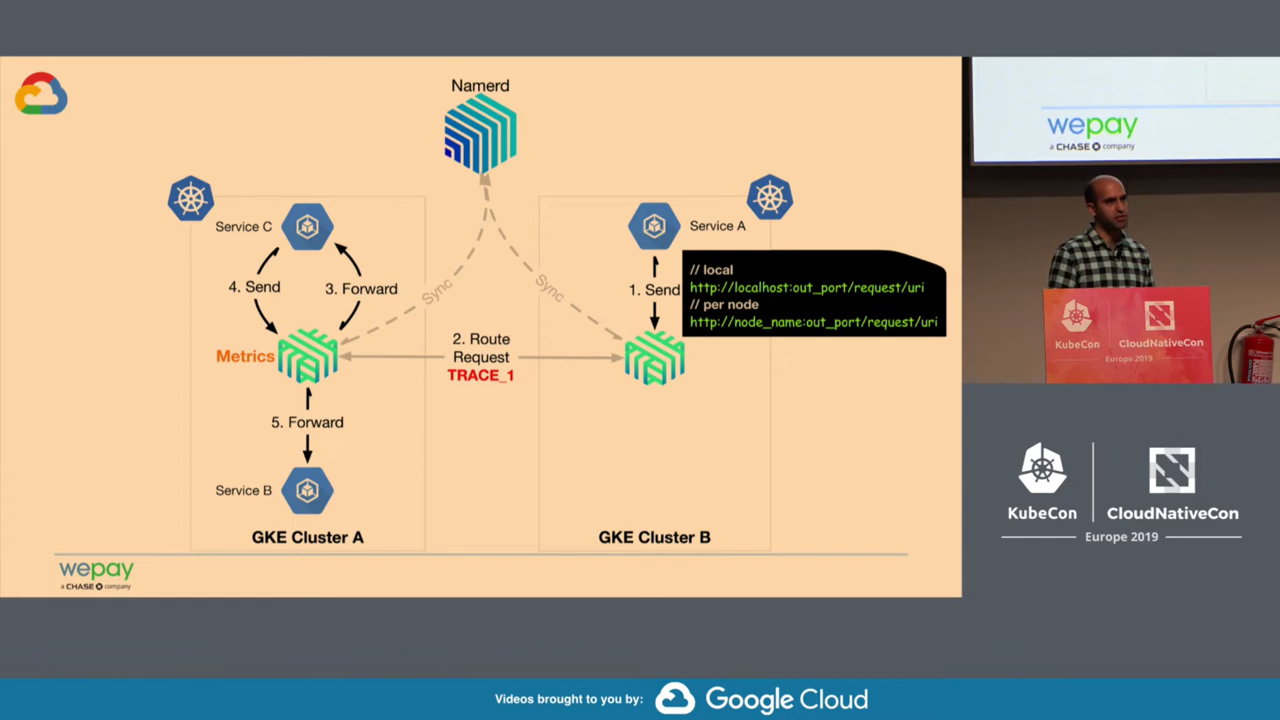 Namerd
Service C
Service A
4. Send
3. Forward
Sync
Sync
1. Send
// local
http://localhost:out_port/request/uri
// per node
http://node_name:out_port/request/uri
Metrics
2. Route
Request
TRACE_1
5. Forward
Service B
GKE Cluster A
GKE Cluster B
wepay
a CHASE company
wepay
a CHASE company
KubeCon
CloudNativeCon
Europe 2019
KubeCon
CloudNativeCon
Europe 2019
Videos brought to you by:
Google Cloud